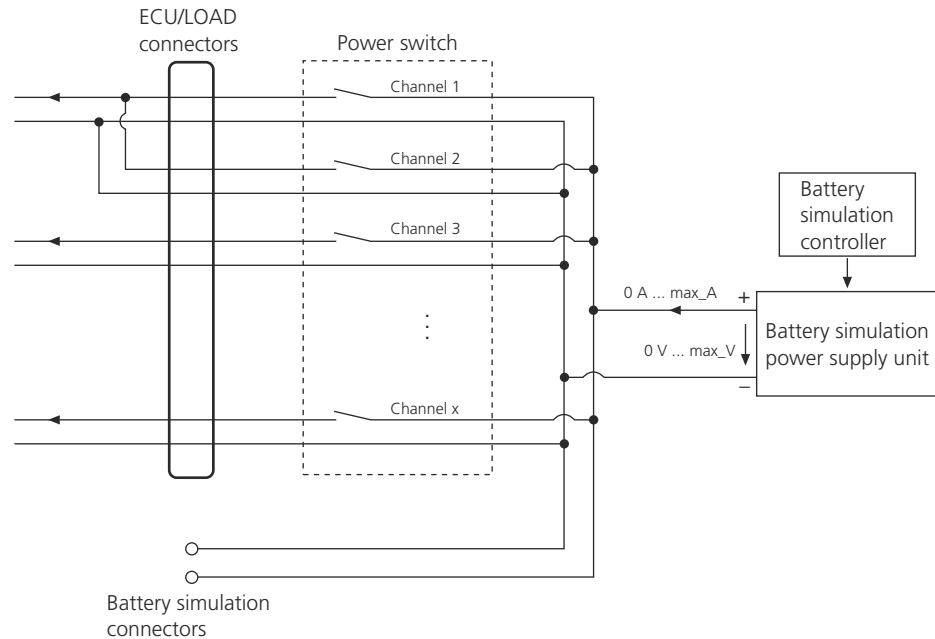 ECU/LOAD
connectors
Power switch
Channel 1
Channel 2
Channel 3
Channel x
Battery
simulation
controller
0 A ... max_A
+
0 V ... max_V
−
Battery simulation
power supply unit
Battery simulation
connectors